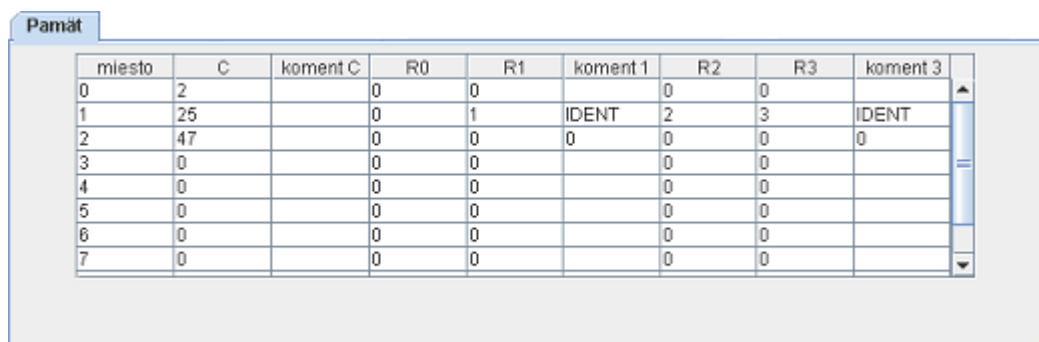 Pamät
miesto C koment C R0 R1 koment 1 R2 R3 koment 3
0 2 0 0 0 0
1 25 0 1 IDENT 2 3 IDENT
2 47 0 0 0 0 0 0
3 0 0 0 0 0
4 0 0 0 0 0
5 0 0 0 0 0
6 0 0 0 0 0
7 0 0 0 0 0